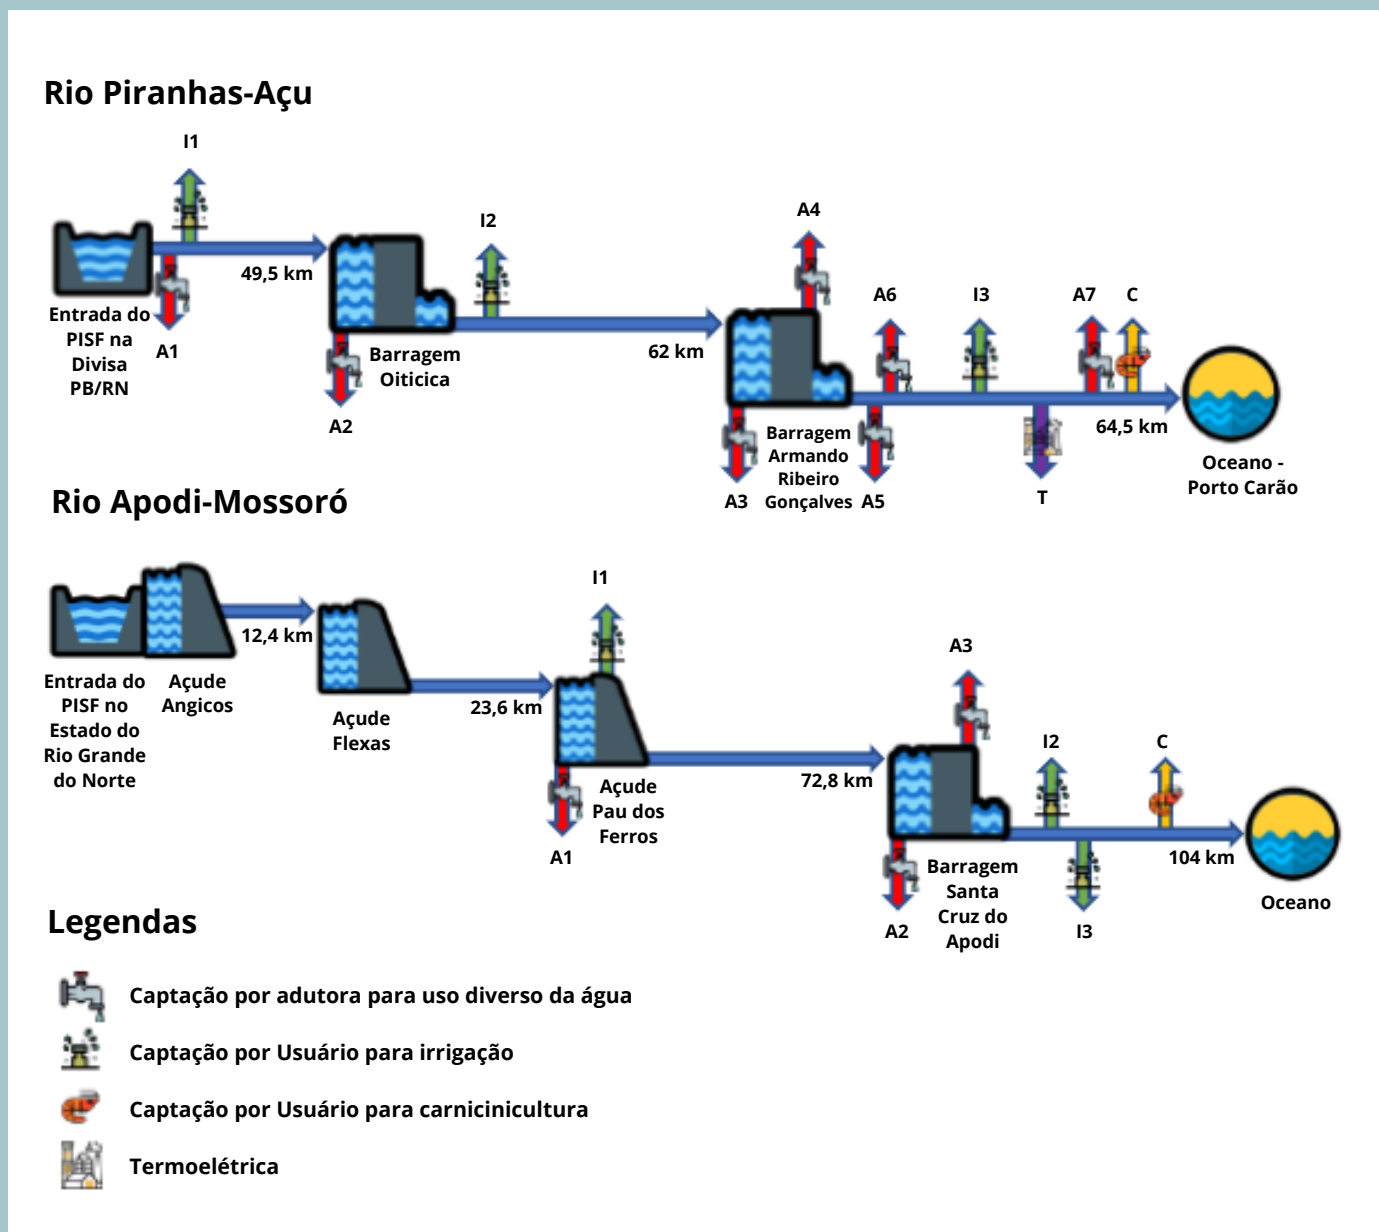 Rio Piranhas-Açu
I1
I2
A4
A6
I3
A7
C
49,5 km
62 km
64,5 km
Entrada do
PISF na
Divisa
PB/RN
A1
A2
Barragem
Oiticica
A3
Barragem
Armando
Ribeiro
Gonçalves
A5
T
Oceano -
Porto Carão
Rio Apodi-Mossoró
I1
A3
I2
C
12,4 km
23,6 km
72,8 km
104 km
Entrada do
PISF no
Estado do
Rio Grande
do Norte
Açude
Angicos
Açude
Flexas
A1
Açude
Pau dos
Ferros
A2
Barragem
Santa
Cruz do
Apodi
I3
Oceano
Legendas
Captação por adutora para uso diverso da água
Captação por Usuário para irrigação
Captação por Usuário para carnicinicultura
Termoelétrica